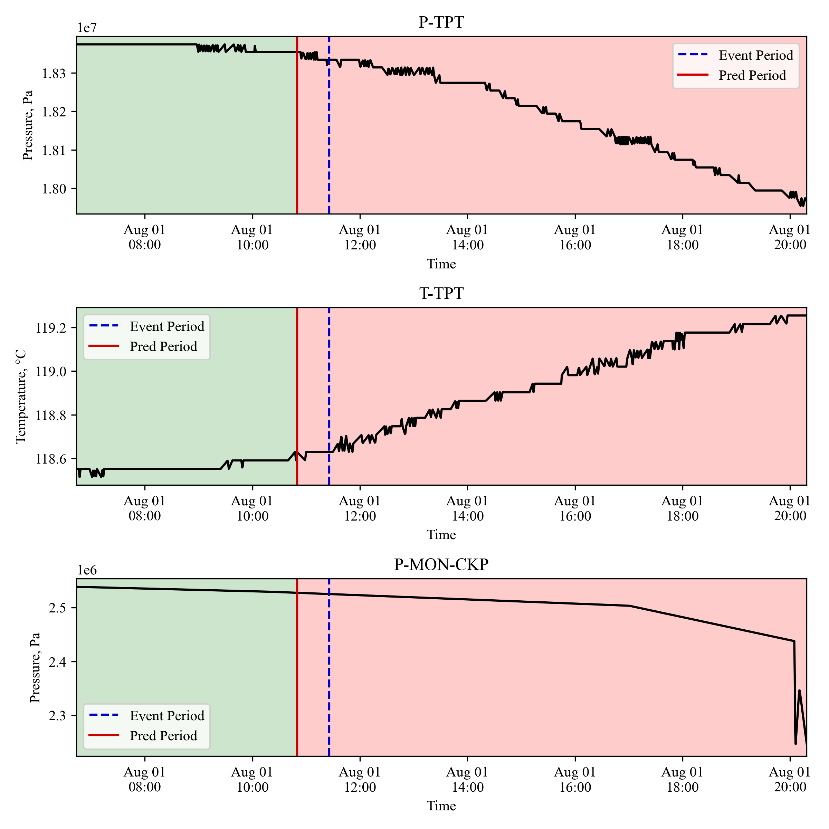 P-TPT
1e7
Pressure, Pa
1.83
1.82
1.81
1.80
Event Period
Pred Period
Aug 01 Aug 01 Aug 01 Aug 01 Aug 01 Aug 01 Aug 01
08:00 10:00 12:00 14:00 16:00 18:00 20:00
Time
T-TPT
Temperature, °C
119.2
119.0
118.8
118.6
Event Period
Pred Period
Aug 01 Aug 01 Aug 01 Aug 01 Aug 01 Aug 01 Aug 01
08:00 10:00 12:00 14:00 16:00 18:00 20:00
Time
P-MON-CKP
1e6
Pressure, Pa
2.5
2.4
2.3
Event Period
Pred Period
Aug 01 Aug 01 Aug 01 Aug 01 Aug 01 Aug 01 Aug 01
08:00 10:00 12:00 14:00 16:00 18:00 20:00
Time